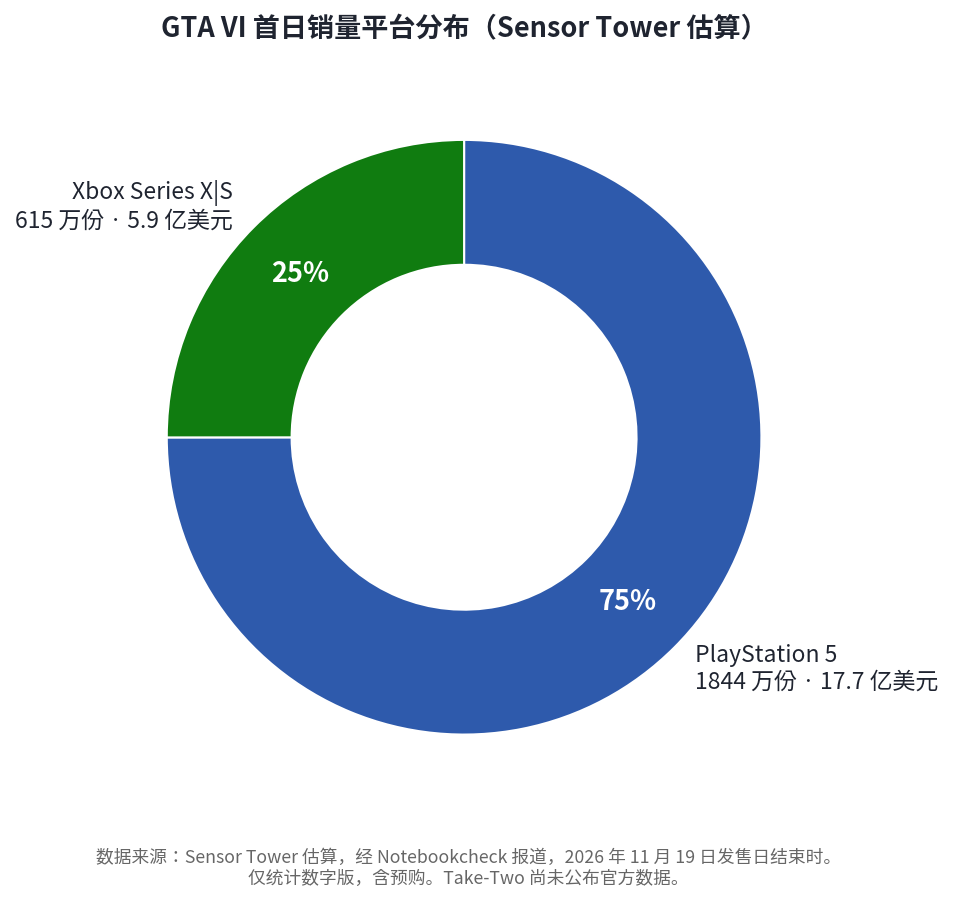 GTA VI 首日销量平台分布（Sensor Tower 估算）
Xbox Series X|S
615 万份 · 5.9 亿美元
25%
75%
PlayStation 5
1844 万份 · 17.7 亿美元
数据来源：Sensor Tower 估算，经 Notebookcheck 报道，2026 年 11 月 19 日发售日结束时。
仅统计数字版，含预购。Take-Two 尚未公布官方数据。